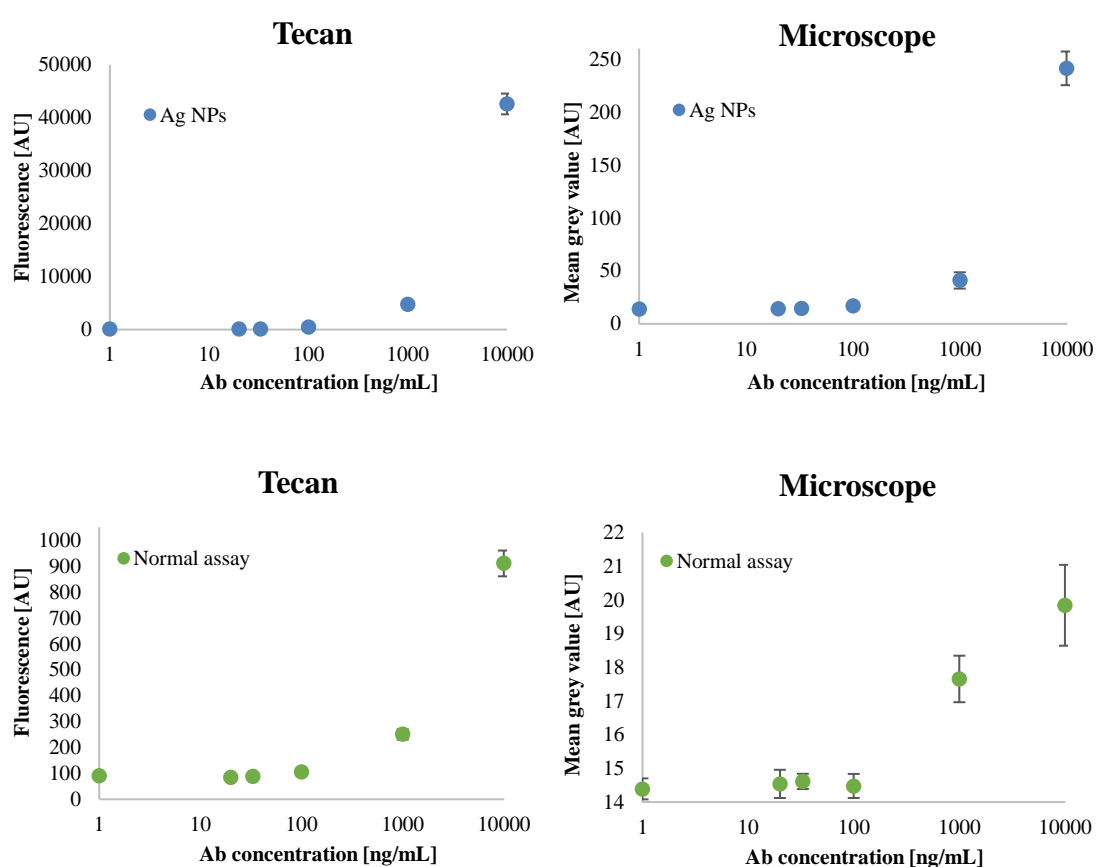 Tecan
50000
40000
30000
20000
10000
0
Fluorescence [AU]
Ag NPs
1 10 100 1000 10000
Ab concentration [ng/mL]
Microscope
250
200
150
100
50
0
Mean grey value [AU]
Ag NPs
1 10 100 1000 10000
Ab concentration [ng/mL]
Tecan
1000
900
800
700
600
500
400
300
200
100
0
Fluorescence [AU]
Normal assay
1 10 100 1000 10000
Ab concentration [ng/mL]
Microscope
22
21
20
19
18
17
16
15
14
Mean grey value [AU]
Normal assay
1 10 100 1000 10000
Ab concentration [ng/mL]